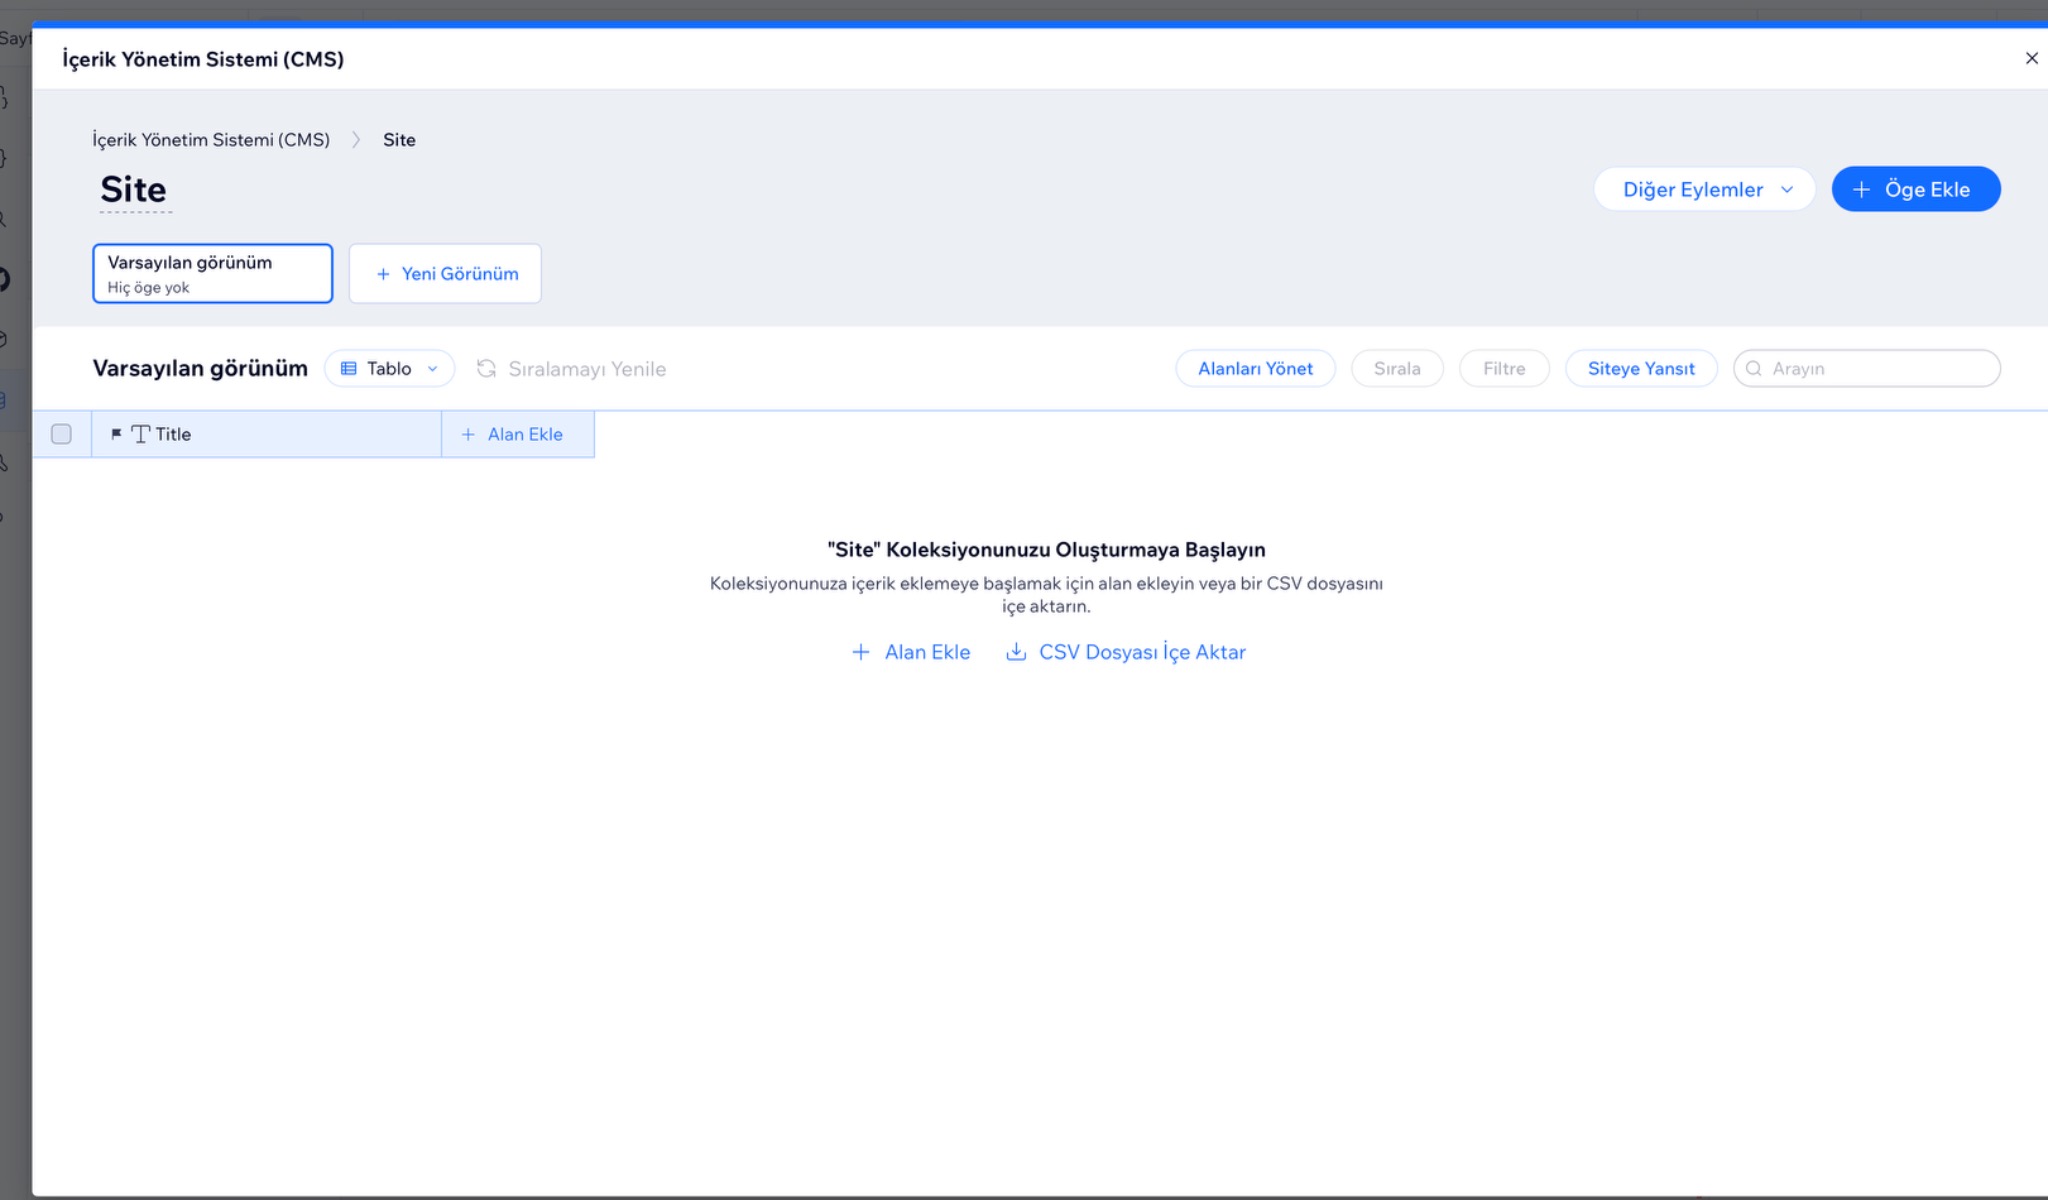 Sayf
İçerik Yönetim Sistemi (CMS)
İçerik Yönetim Sistemi (CMS) Site
Site
Diğer Eylemler
+ Öge Ekle
Varsayılan görünüm
Hiç öge yok
+ Yeni Görünüm
Varsayılan görünüm
Tablo
Sıralamayı Yenile
Alanları Yönet
Sırala
Filtre
Siteye Yansıt
Arayın
Title
+ Alan Ekle
"Site" Koleksiyonunuzu Oluşturmaya Başlayın
Koleksiyonunuza içerik eklemeye başlamak için alan ekleyin veya bir CSV dosyasını
içe aktarın.
+ Alan Ekle
CSV Dosyası İçe Aktar